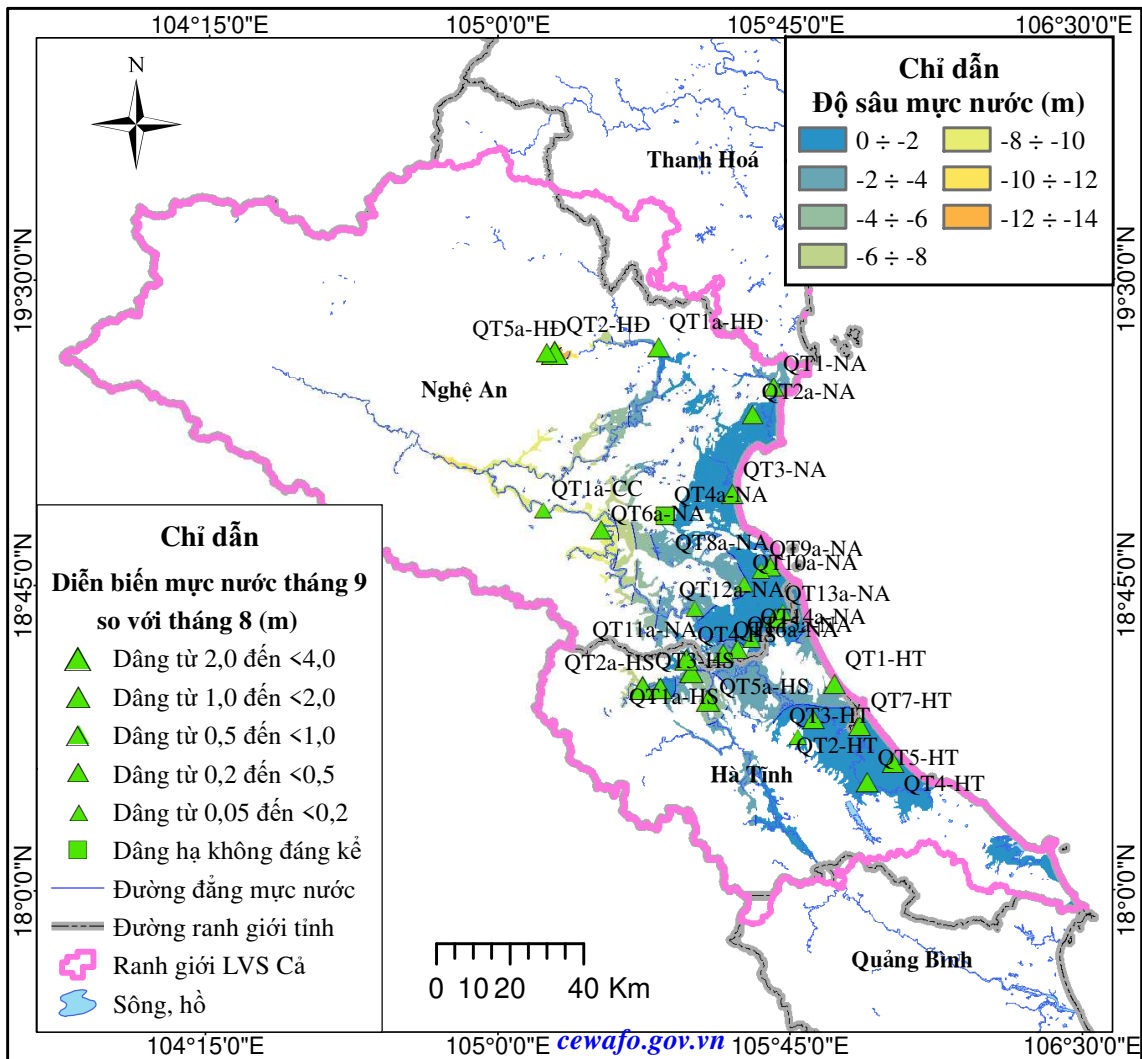 104°15'0"E 105°0'0"E 105°45'0"E 106°30'0"E
N
Chỉ dẫn
Độ sâu mực nước (m)
0 ÷ -2
-2 ÷ -4
-4 ÷ -6
-6 ÷ -8
-8 ÷ -10
-10 ÷ -12
-12 ÷ -14
Thanh Hoá
19°30'0"N
19°30'0"N
QT5a-HĐ
QT2-HĐ
QT1a-HĐ
QT1-NA
QT2a-NA
Nghệ An
QT3-NA
QT1a-CC
QT4a-NA
QT6a-NA
QT8a-NA
QT9a-NA
QT10a-NA
18°45'0"N
18°45'0"N
QT12a-NA
QT13a-NA
QT14a-NA
QT11a-NA
QT4-HS
QT2a-HS
QT3-HS
QT1-HT
QT1a-HS
QT5a-HS
QT7-HT
QT3-HT
QT2-HT
QT5-HT
QT4-HT
Hà Tĩnh
Chỉ dẫn
Diễn biến mực nước tháng 9
so với tháng 8 (m)
Dâng từ 2,0 đến <4,0
Dâng từ 1,0 đến <2,0
Dâng từ 0,5 đến <1,0
Dâng từ 0,2 đến <0,5
Dâng từ 0,05 đến <0,2
Dâng hạ không đáng kể
Đường đẳng mực nước
Đường ranh giới tỉnh
Ranh giới LVS Cả
Sông, hồ
18°0'0"N
18°0'0"N
0 10 20 40 Km
Quảng Bình
cewafo.gov.vn
104°15'0"E 105°0'0"E 105°45'0"E 106°30'0"E